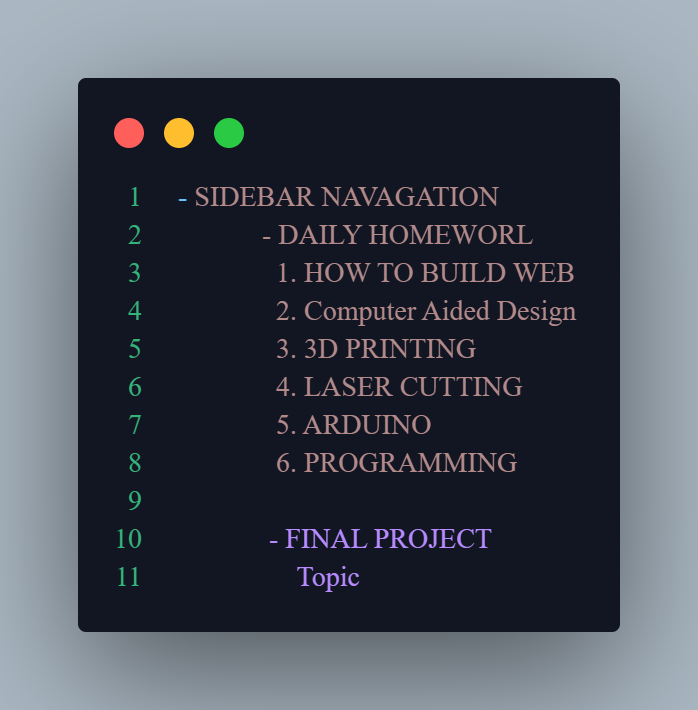 1 - SIDEBAR NAVAGATION
2 - DAILY HOMEWORL
3 1. HOW TO BUILD WEB
4 2. Computer Aided Design
5 3. 3D PRINTING
6 4. LASER CUTTING
7 5. ARDUINO
8 6. PROGRAMMING
9
10 - FINAL PROJECT
11 Topic